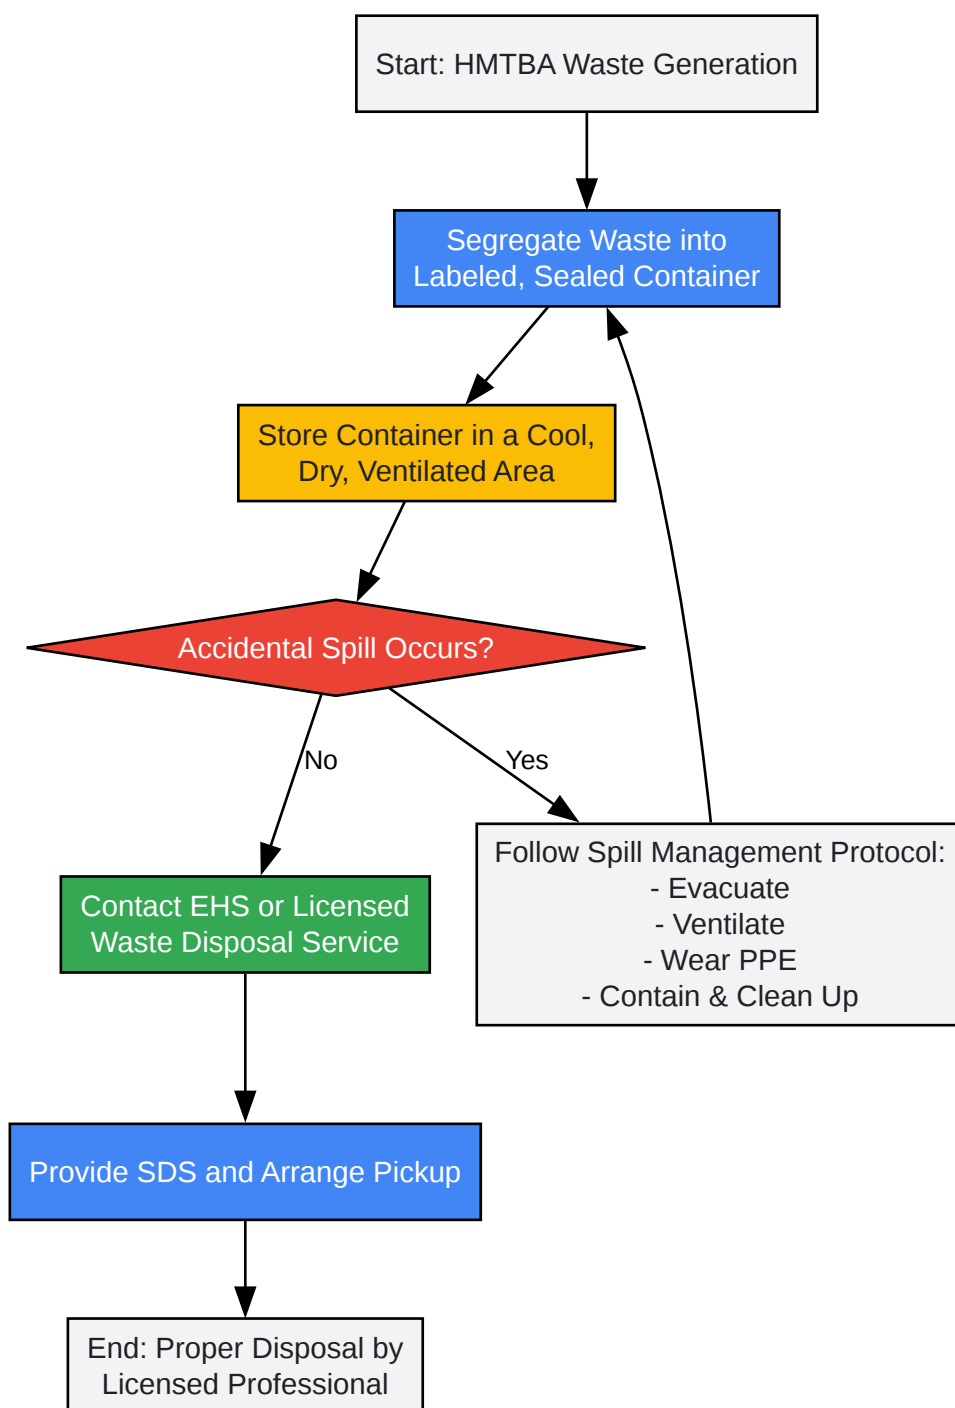 Start: HMTBA Waste Generation
Segregate Waste into
Labeled, Sealed Container
Store Container in a Cool,
Dry, Ventilated Area
Accidental Spill Occurs?
No
Yes
Follow Spill Management Protocol:
- Evacuate
- Ventilate
- Wear PPE
- Contain & Clean Up
Contact EHS or Licensed
Waste Disposal Service
Provide SDS and Arrange Pickup
End: Proper Disposal by
Licensed Professional